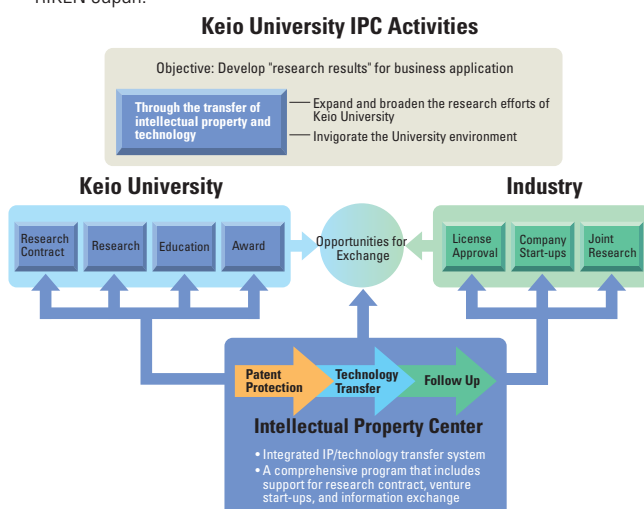 HIKEN Japan.
Keio University IPC Activities
Objective: Develop "research results" for business application
Through the transfer of
intellectual property and
technology
Expand and broaden the research efforts of
Keio University
Invigorate the University environment
Keio University
Industry
Research
Contract
Research
Education
Award
Opportunities for
Exchange
License
Approval
Company
Start-ups
Joint
Research
Patent
Protection
Technology
Transfer
Follow Up
Intellectual Property Center
• Integrated IP/technology transfer system
• A comprehensive program that includes
support for research contract, venture
start-ups, and information exchange